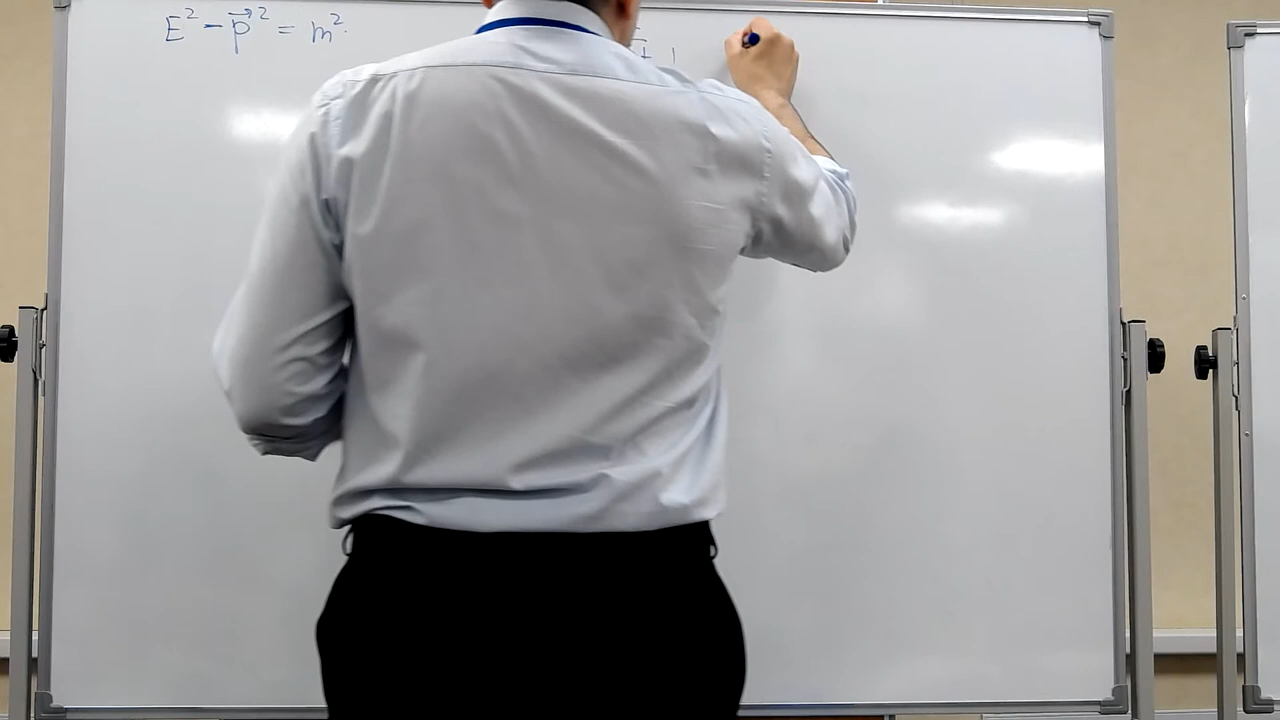 E² - p⃗² = m².